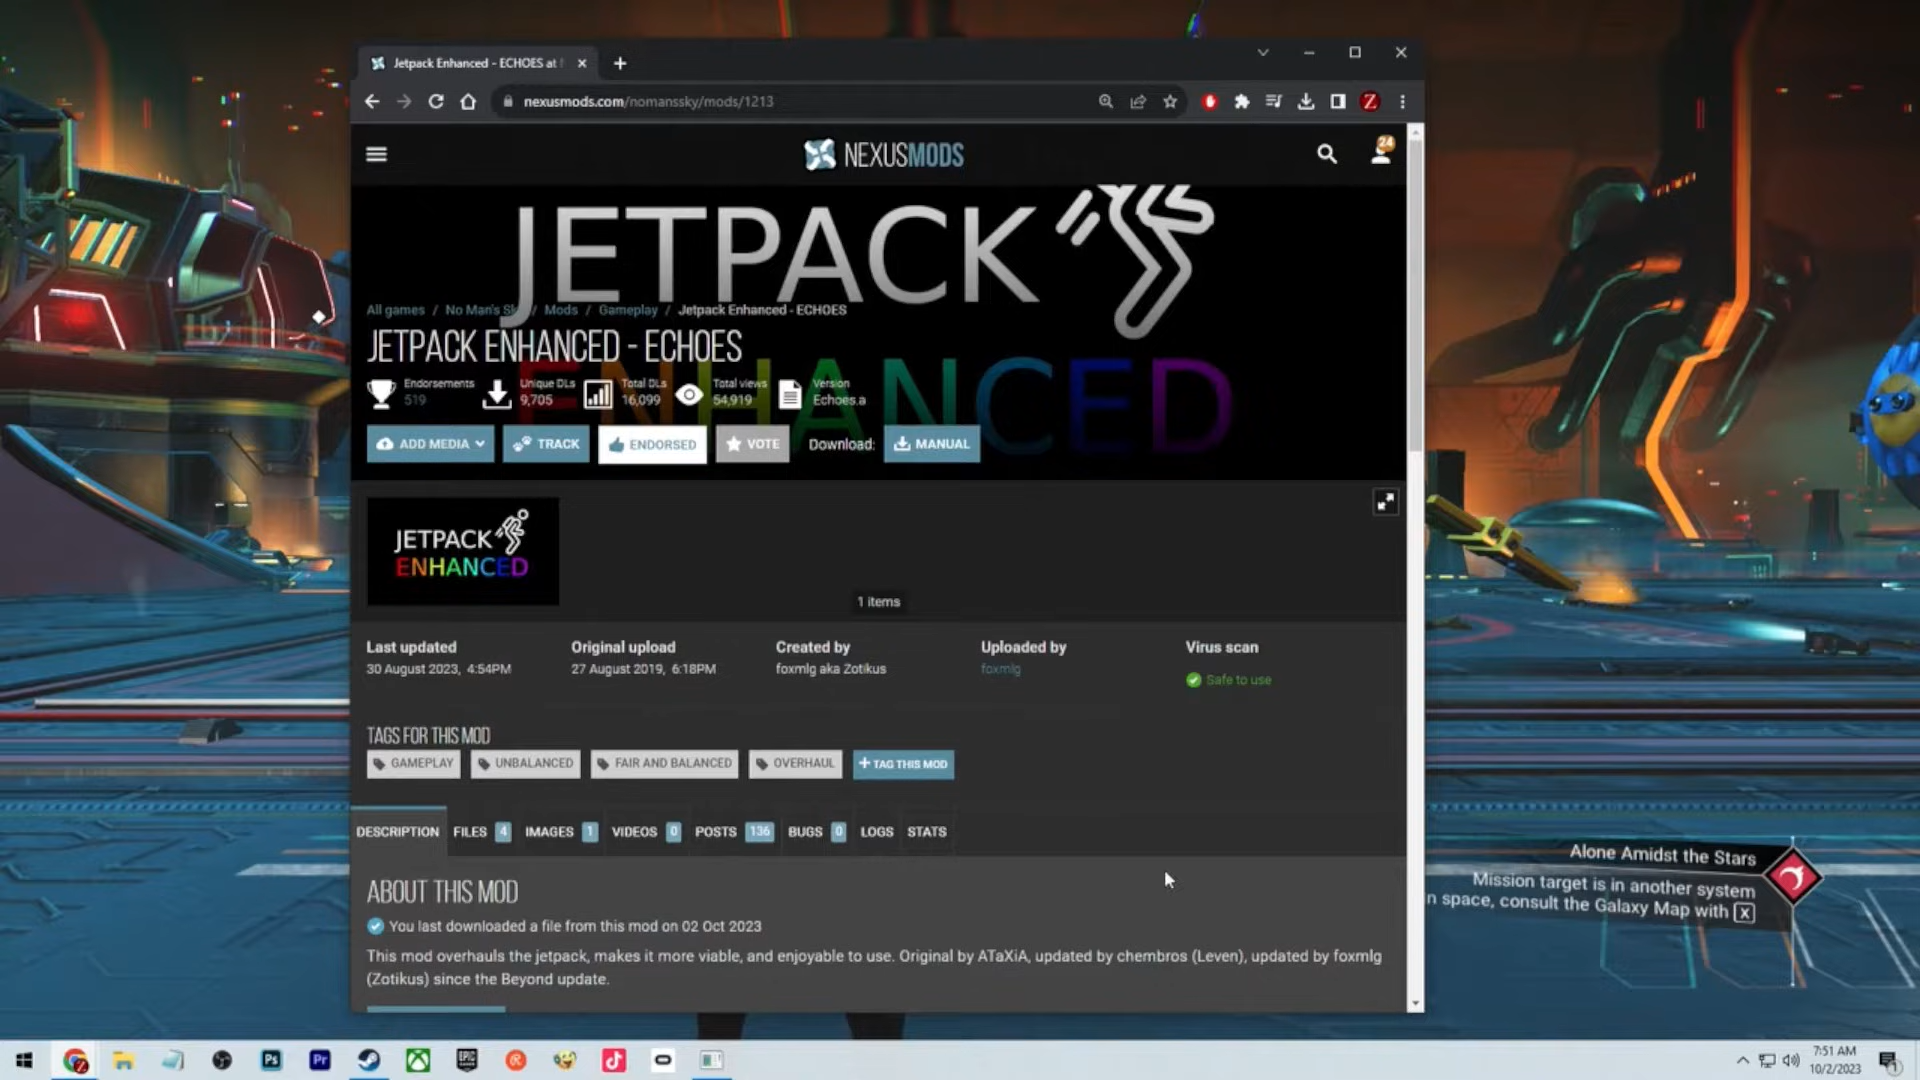 Jetpack Enhanced - ECHOES at
nexusmods.com/nomanssky/mods/1213
Z
NEXUSMODS
24
JETPACK
ENHANCED
All games / No Man's Sk / Mods / Gameplay / Jetpack Enhanced - ECHOES
JETPACK ENHANCED - ECHOES
Endorsements
519
Unique DLs
9,705
Total DLs
16,099
Total views
54,919
Version
Echoes.a
ADD MEDIA
TRACK
ENDORSED
VOTE
Download:
MANUAL
JETPACK
ENHANCED
1 items
Last updated
30 August 2023, 4:54PM
Original upload
27 August 2019, 6:18PM
Created by
foxmlg aka Zotikus
Uploaded by
foxmlg
Virus scan
Safe to use
TAGS FOR THIS MOD
GAMEPLAY
UNBALANCED
FAIR AND BALANCED
OVERHAUL
+ TAG THIS MOD
DESCRIPTION
FILES 4
IMAGES 1
VIDEOS 0
POSTS 136
BUGS 0
LOGS
STATS
ABOUT THIS MOD
You last downloaded a file from this mod on 02 Oct 2023
This mod overhauls the jetpack, makes it more viable, and enjoyable to use. Original by ATaXiA, updated by chembros (Leven), updated by foxmlg
(Zotikus) since the Beyond update.
Alone Amidst the Stars
Mission target is in another system
n space, consult the Galaxy Map with X
Ps
Pr
EPIC
7:51 AM
10/2/2023